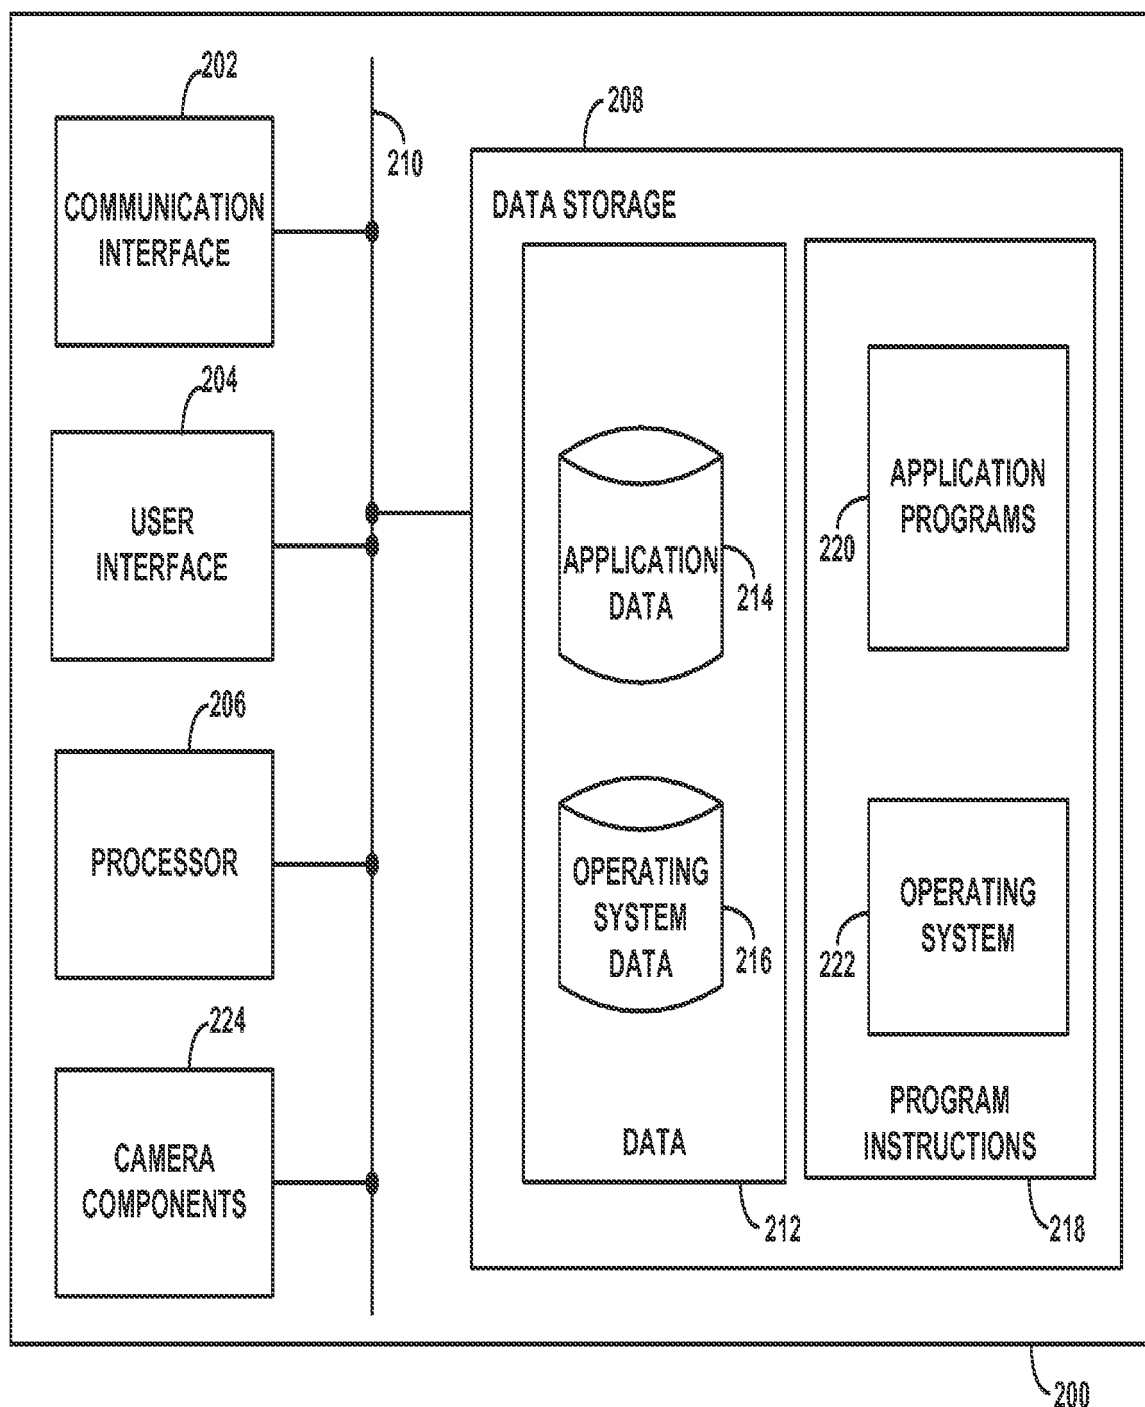 202
COMMUNICATION
INTERFACE
210
204
USER
INTERFACE
206
PROCESSOR
224
CAMERA
COMPONENTS
208
DATA STORAGE
APPLICATION
DATA
214
OPERATING
SYSTEM
DATA
216
DATA
212
APPLICATION
PROGRAMS
220
OPERATING
SYSTEM
222
PROGRAM
INSTRUCTIONS
218
200